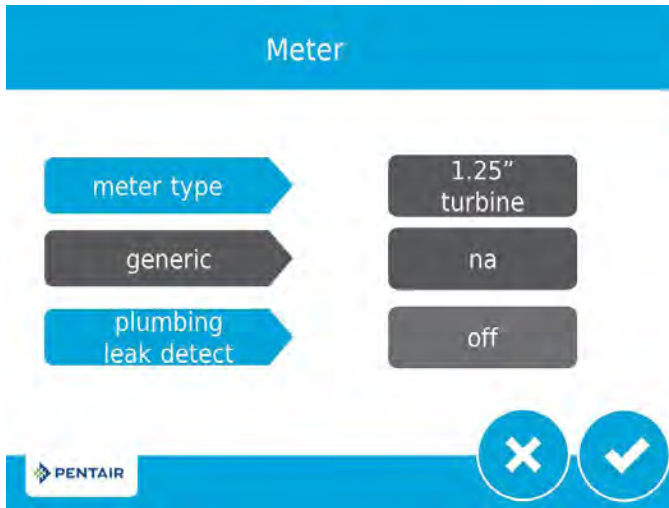 Meter
meter type
1.25”
turbine
generic
na
plumbing
leak detect
off
PENTAIR